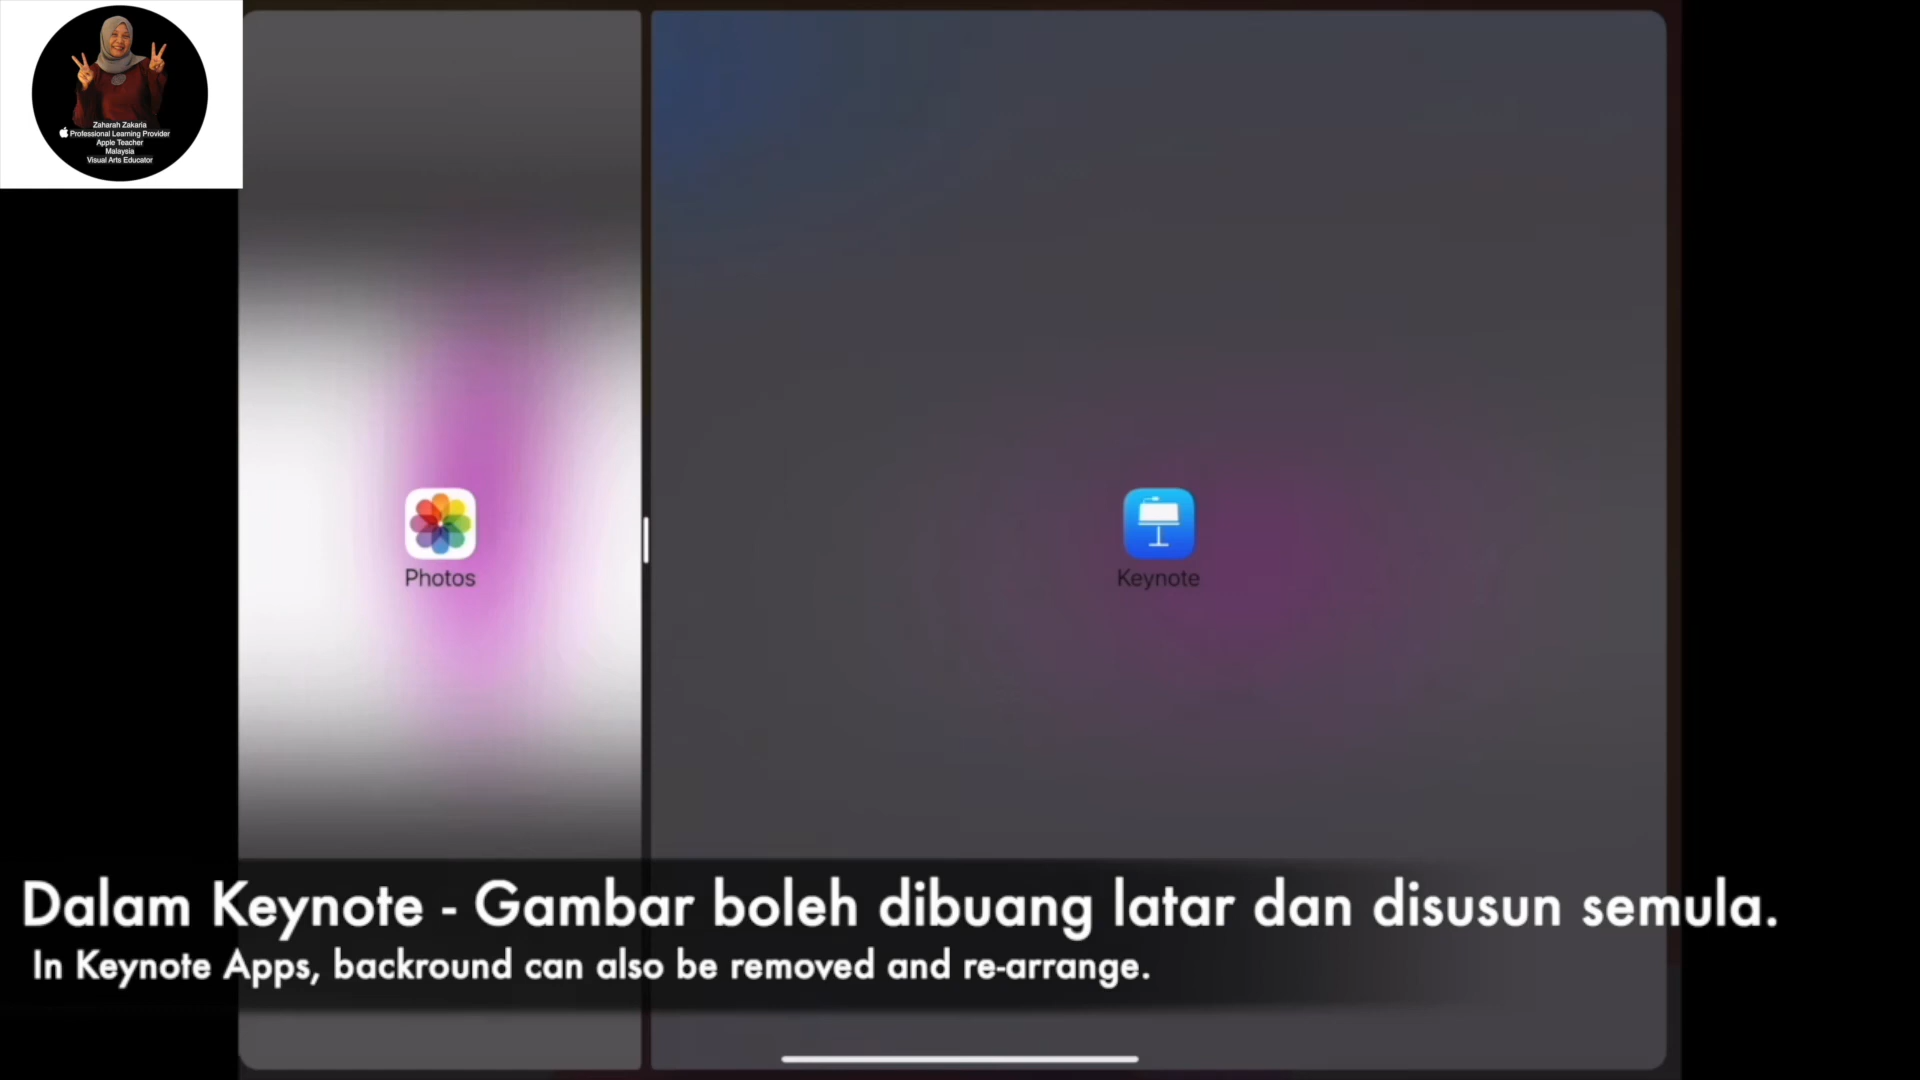 Zaharah Zakaria
Professional Learning Provider
Apple Teacher
Malaysia
Visual Arts Educator
Photos
Keynote
Dalam Keynote - Gambar boleh dibuang latar dan disusun semula.
In Keynote Apps, backround can also be removed and re-arrange.